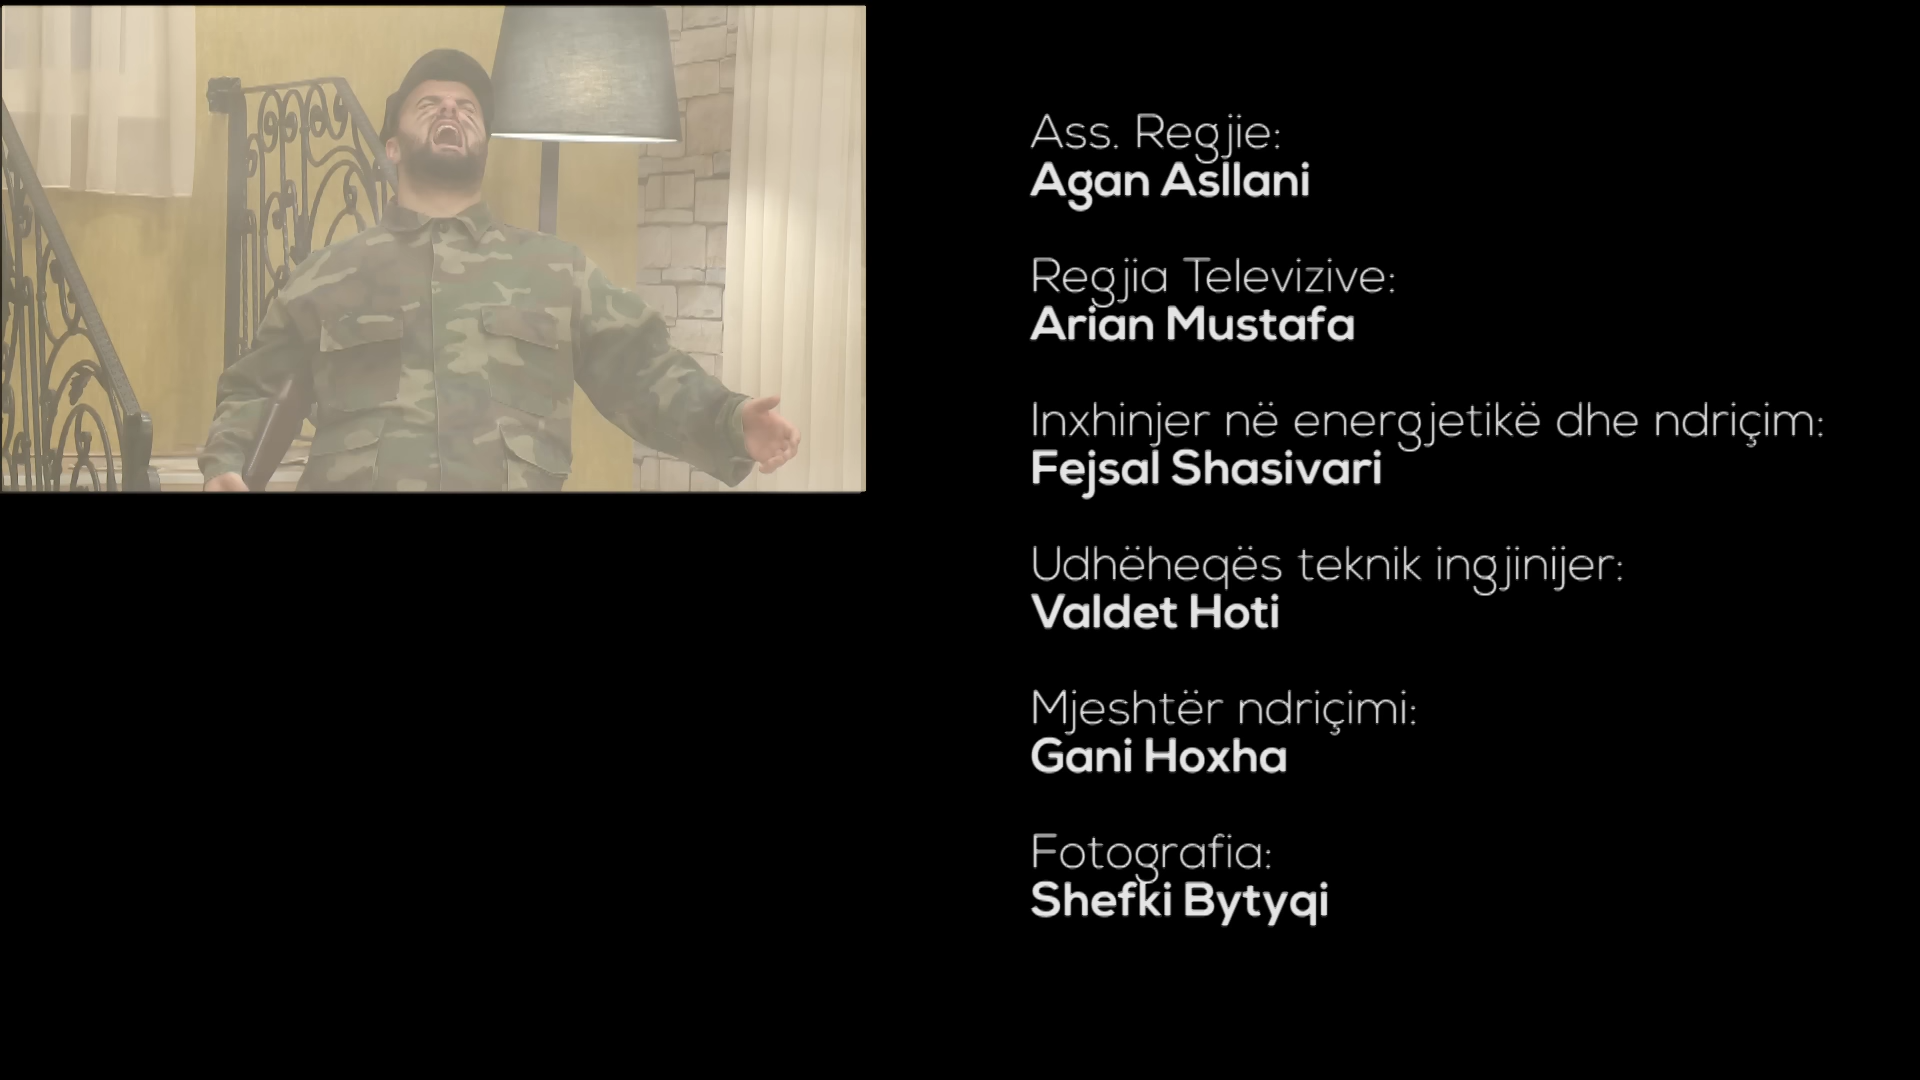 Ass. Regjie:
Agan Asllani
Regjia Televizive:
Arian Mustafa
Inxhinjer në energjetikë dhe ndriçim:
Fejsal Shasivari
Udhëheqës teknik ingjinijer:
Valdet Hoti
Mjeshtër ndriçimi:
Gani Hoxha
Fotografia:
Shefki Bytyqi